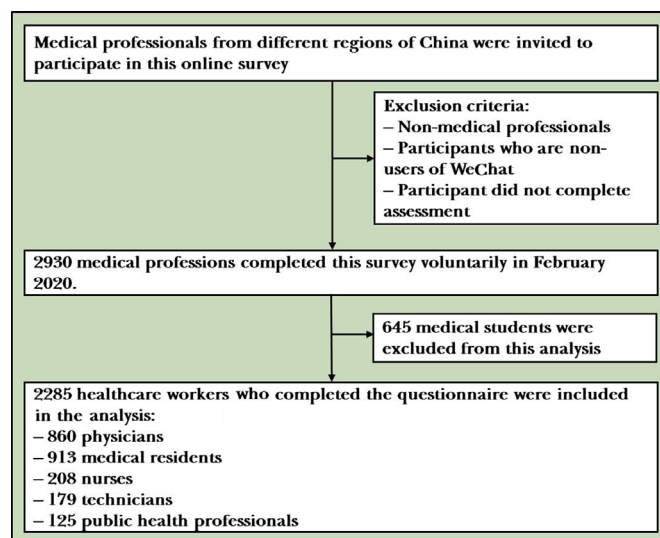 Medical professionals from different regions of China were invited to
participate in this online survey
Exclusion criteria:
– Non-medical professionals
– Participants who are non-
users of WeChat
– Participant did not complete
assessment
2930 medical professions completed this survey voluntarily in February
2020.
645 medical students were
excluded from this analysis
2285 healthcare workers who completed the questionnaire were included
in the analysis:
– 860 physicians
– 913 medical residents
– 208 nurses
– 179 technicians
– 125 public health professionals